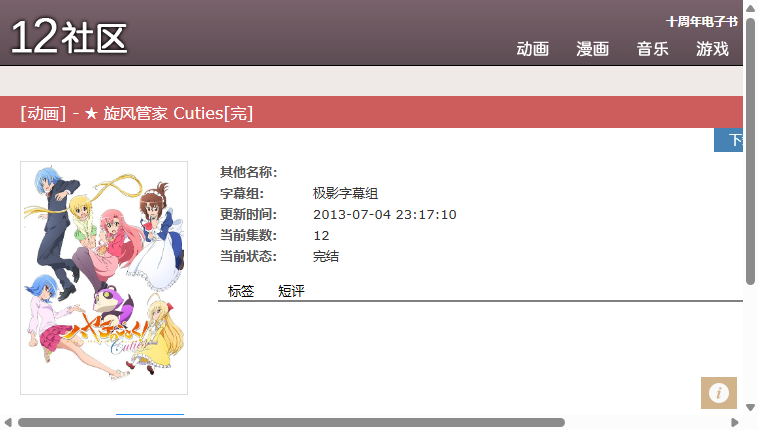 12社区
十周年电子书
动画 漫画 音乐 游戏
[动画] - ★ 旋风管家 Cuties[完]
其他名称:
字幕组: 极影字幕组
更新时间: 2013-07-04 23:17:10
当前集数: 12
当前状态: 完结
标签 短评
Cuties
i